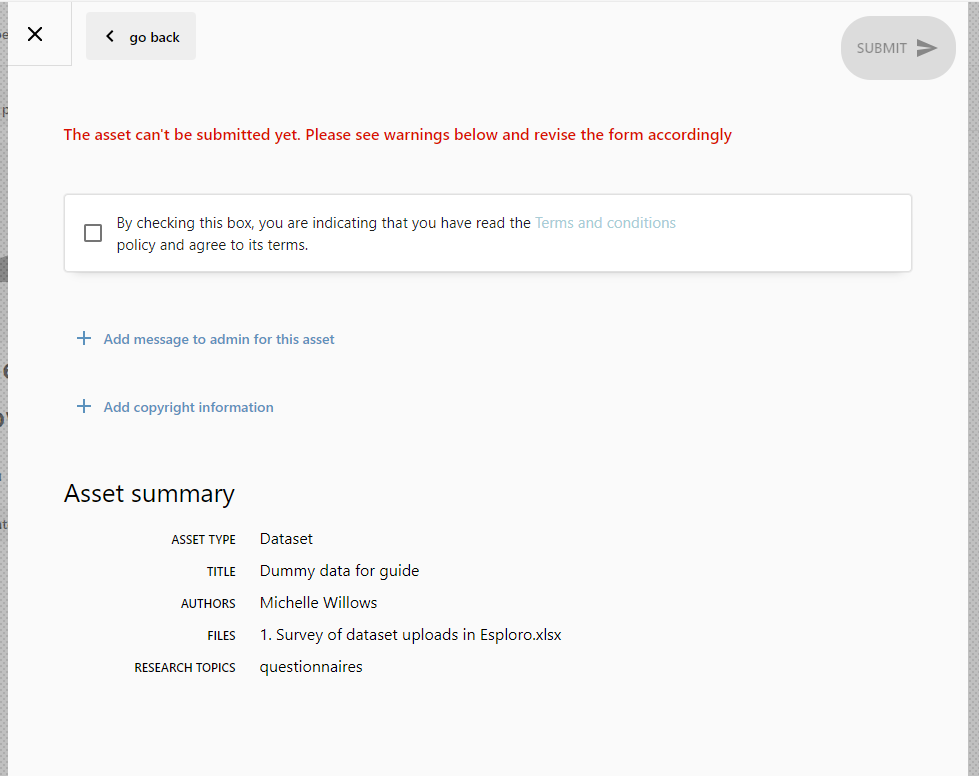 go back
SUBMIT
The asset can't be submitted yet. Please see warnings below and revise the form accordingly
By checking this box, you are indicating that you have read the Terms and conditions
policy and agree to its terms.
Add message to admin for this asset
Add copyright information
Asset summary
ASSET TYPE Dataset
TITLE Dummy data for guide
AUTHORS Michelle Willows
FILES 1. Survey of dataset uploads in Esploro.xlsx
RESEARCH TOPICS questionnaires